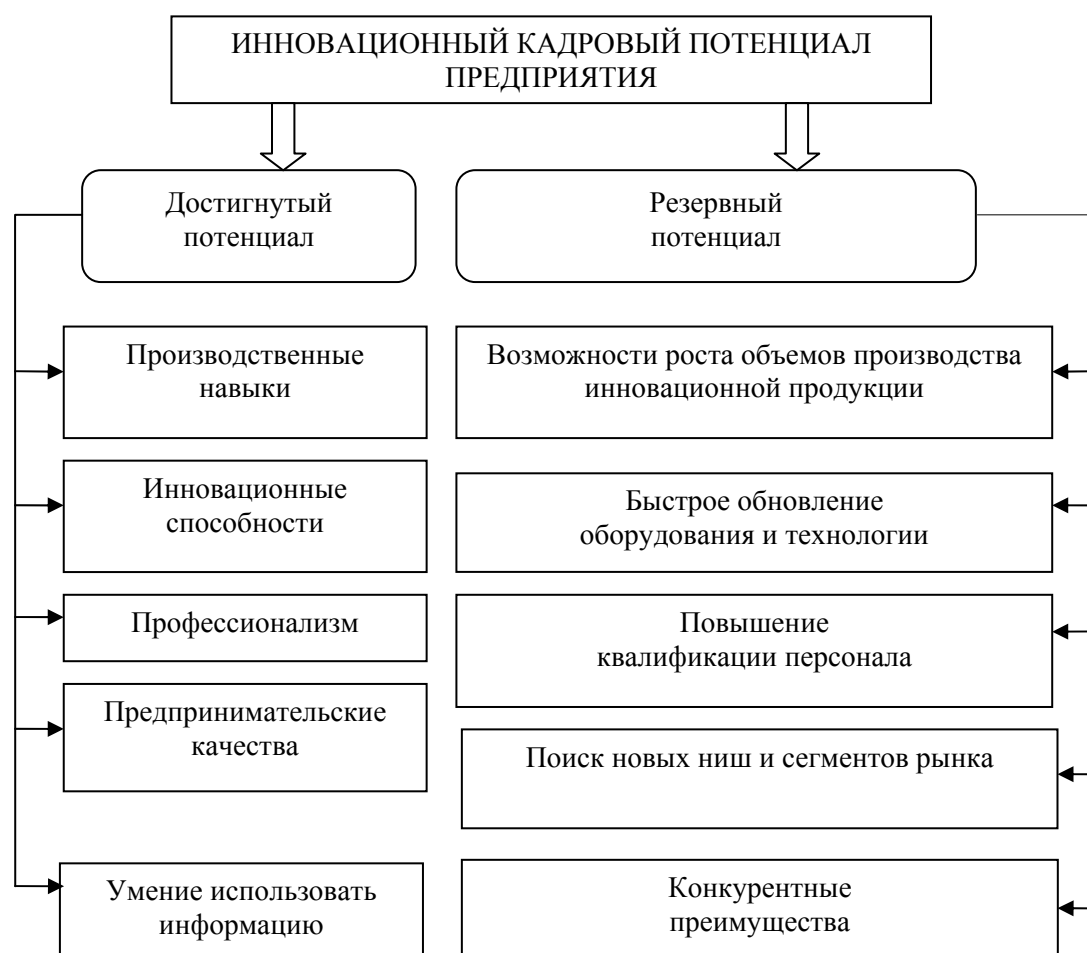 ИННОВАЦИОННЫЙ КАДРОВЫЙ ПОТЕНЦИАЛ
ПРЕДПРИЯТИЯ
Достигнутый
потенциал
Резервный
потенциал
Производственные
навыки
Возможности роста объемов производства
инновационной продукции
Инновационные
способности
Быстрое обновление
оборудования и технологии
Профессионализм
Повышение
квалификации персонала
Предпринимательские
качества
Поиск новых ниш и сегментов рынка
Умение использовать
информацию
Конкурентные
преимущества